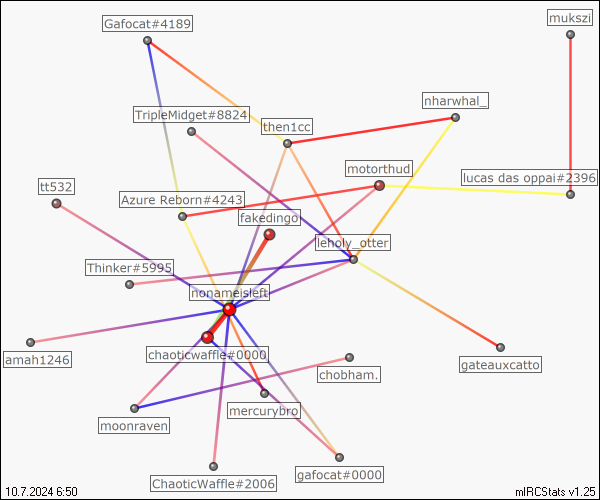 Gafocat#4189
mukszi
nharwhal_
TripleMidget#8824
then1cc
motorthud
lucas das oppai#2396
tt532
Azure Reborn#4243
fakedingo
leholy_otter
Thinker#5995
nonameisleft
amah1246
chaoticwaffle#0000
chobham.
gateauxcatto
mercurybro
moonraven
ChaoticWaffle#2006
gafocat#0000
10.7.2024 6:50
mIRCStats v1.25